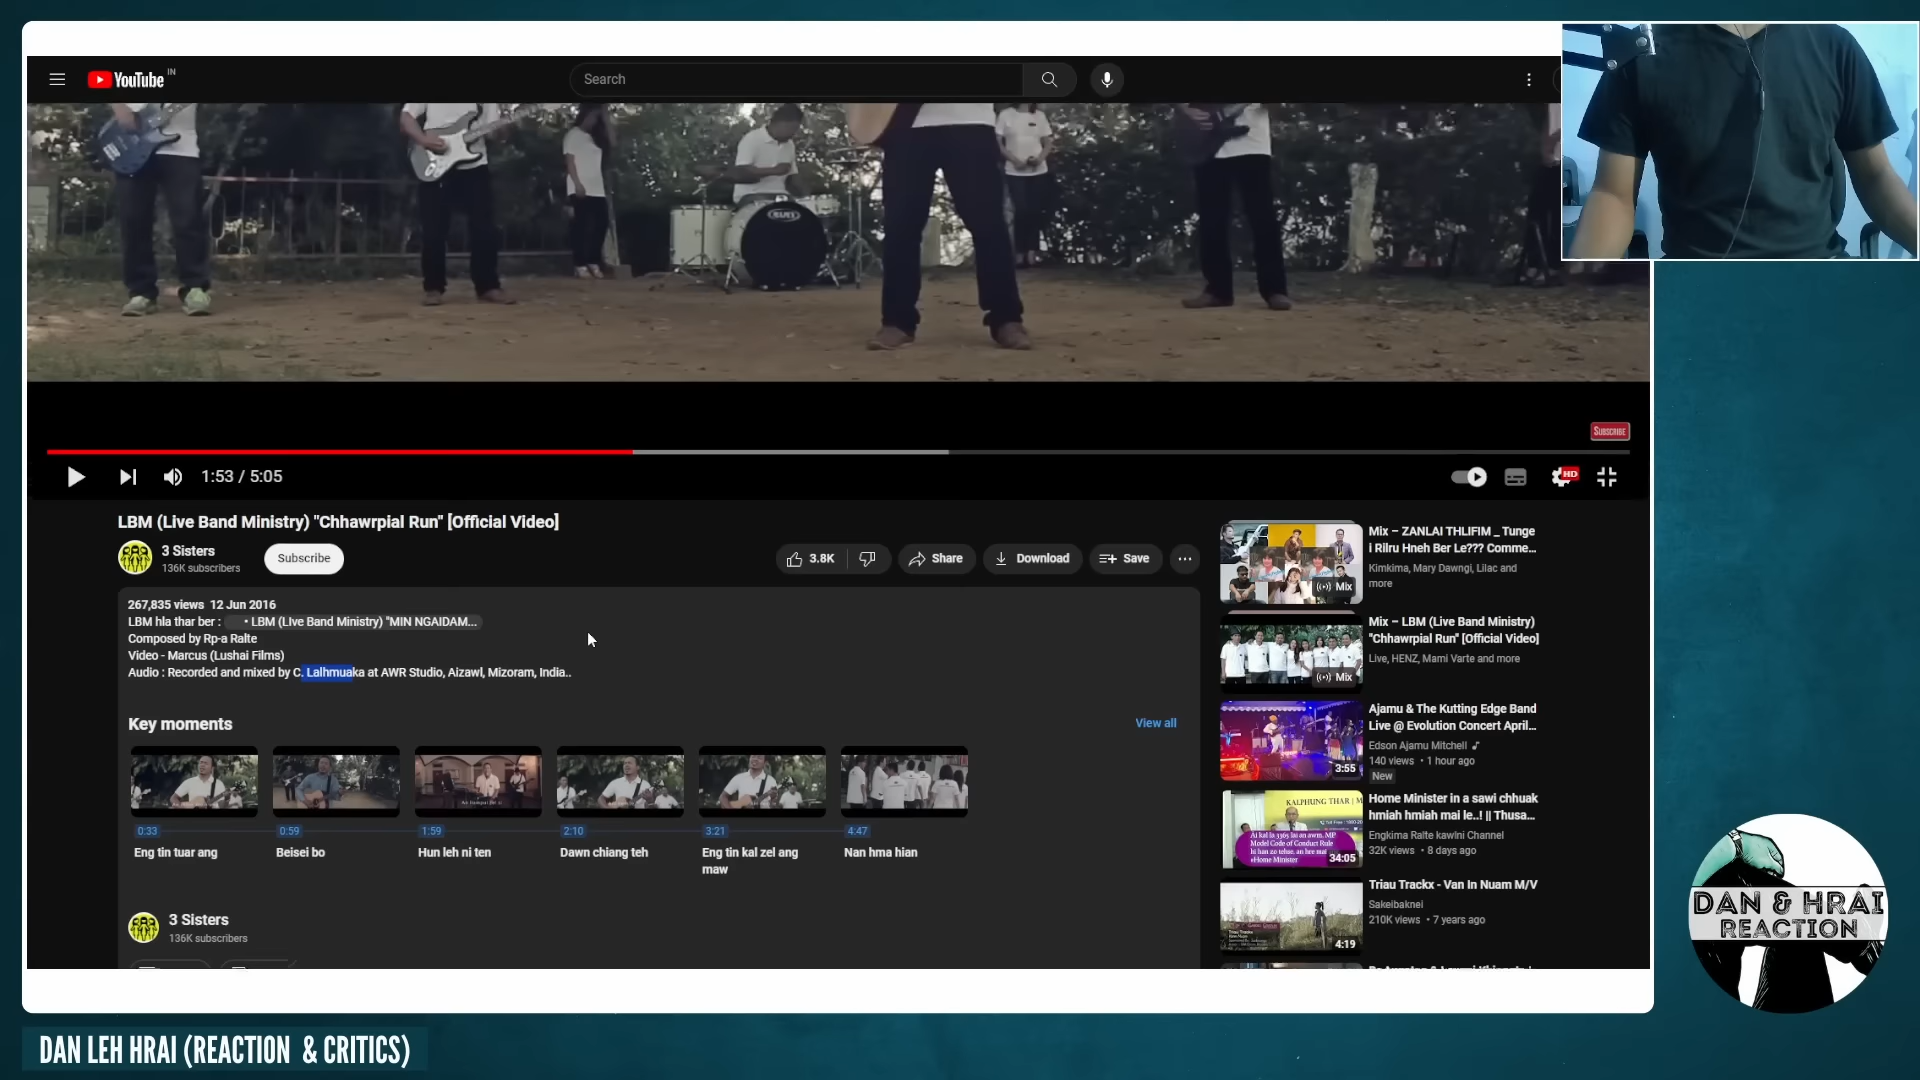 YouTube IN
Search
SUBSCRIBE
1:53 / 5:05
HD
LBM (Live Band Ministry) "Chhawrpial Run" [Official Video]
3 Sisters
136K subscribers
Subscribe
3.8K
Share
Download
Save
267,835 views 12 Jun 2016
LBM hla thar ber : • LBM (LIve Band Ministry) "MIN NGAIDAM...
Composed by Rp-a Ralte
Video - Marcus (Lushai Films)
Audio : Recorded and mixed by C. Lalhmuaka at AWR Studio, Aizawl, Mizoram, India..
Key moments
View all
0:33
Eng tin tuar ang
0:59
Beisei bo
1:59
Hun leh ni ten
2:10
Dawn chiang teh
3:21
Eng tin kal zel ang
maw
4:47
Nan hma hian
3 Sisters
136K subscribers
Mix
Mix – ZANLAI THLIFIM _ Tunge
i Rilru Hneh Ber Le??? Comme...
Kimkima, Mary Dawngi, Lilac and
more
Mix
Mix – LBM (Live Band Ministry)
"Chhawrpial Run" [Official Video]
Live, HENZ, Mami Varte and more
3:55
Ajamu & The Kutting Edge Band
Live @ Evolution Concert April...
Edson Ajamu Mitchell
140 views • 1 hour ago
New
KALPHUNG THAR | M
34:05
Home Minister in a sawi chhuak
hmiah hmiah mai le..! || Thusa...
Engkima Ralte kawlni Channel
32K views • 8 days ago
4:19
Triau Trackx - Van In Nuam M/V
Sakeibaknei
210K views • 7 years ago
DAN & HRAI
REACTION
DAN LEH HRAI (REACTION & CRITICS)